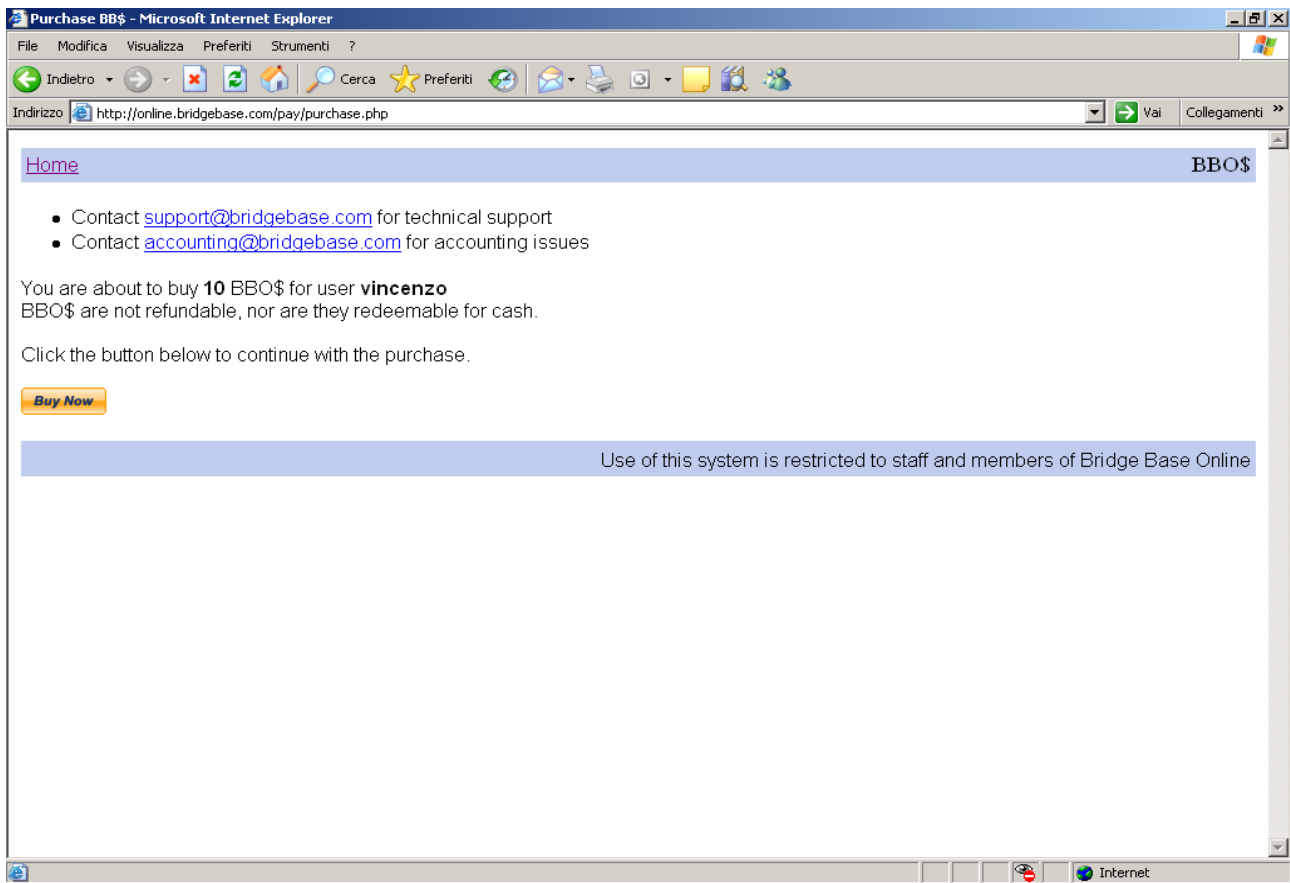 Purchase BB$ - Microsoft Internet Explorer
File Modifica Visualizza Preferiti Strumenti ?
Indietro Cerca Preferiti
Indirizzo http://online.bridgebase.com/pay/purchase.php Vai Collegamenti »
Home BBO$
• Contact support@bridgebase.com for technical support
• Contact accounting@bridgebase.com for accounting issues
You are about to buy 10 BBO$ for user vincenzo
BBO$ are not refundable, nor are they redeemable for cash.
Click the button below to continue with the purchase.
Buy Now
Use of this system is restricted to staff and members of Bridge Base Online
Internet